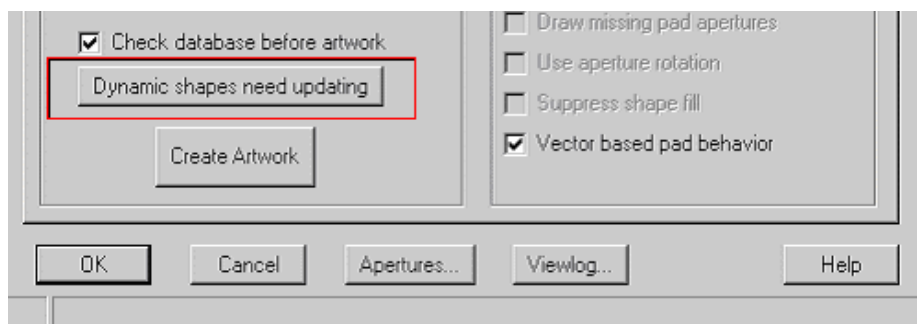 Check database before artwork
Dynamic shapes need updating
Create Artwork
Draw missing pad apertures
Use aperture rotation
Suppress shape fill
Vector based pad behavior
OK
Cancel
Apertures...
Viewlog...
Help